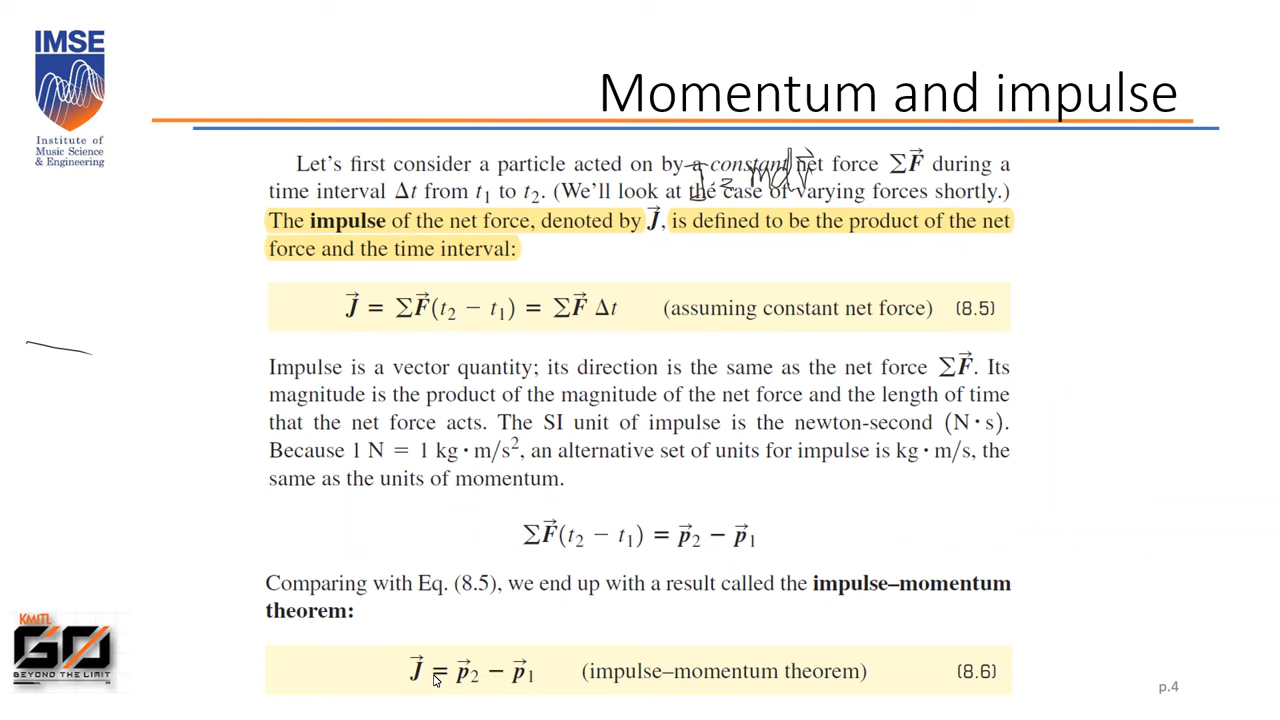 IMSE
Institute of
Music Science
& Engineering
Momentum and impulse
Let's first consider a particle acted on by a constant net force ΣF⃗ during a
time interval Δt from t₁ to t₂. (We'll look at the case of varying forces shortly.)
The impulse of the net force, denoted by J⃗, is defined to be the product of the net
force and the time interval:
J⃗ = ΣF⃗(t₂ − t₁) = ΣF⃗ Δt (assuming constant net force) (8.5)
Impulse is a vector quantity; its direction is the same as the net force ΣF⃗. Its
magnitude is the product of the magnitude of the net force and the length of time
that the net force acts. The SI unit of impulse is the newton-second (N · s).
Because 1 N = 1 kg · m/s², an alternative set of units for impulse is kg · m/s, the
same as the units of momentum.
ΣF⃗(t₂ − t₁) = p⃗₂ − p⃗₁
Comparing with Eq. (8.5), we end up with a result called the impulse–momentum
theorem:
J⃗ = p⃗₂ − p⃗₁ (impulse–momentum theorem) (8.6)
KMITL
GO
BEYOND THE LIMIT
p.4